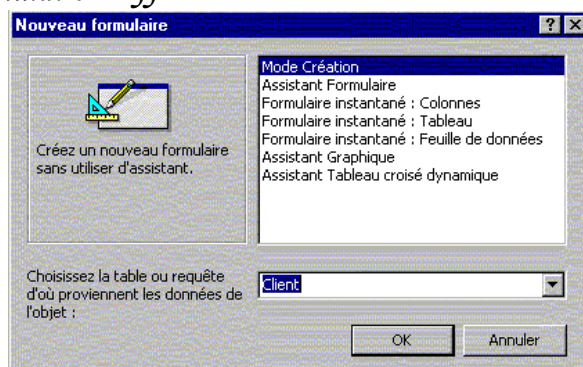 Nouveau formulaire
Mode Création
Assistant Formulaire
Formulaire instantané : Colonnes
Formulaire instantané : Tableau
Formulaire instantané : Feuille de données
Assistant Graphique
Assistant Tableau croisé dynamique
Créez un nouveau formulaire
sans utiliser d'assistant.
Choisissez la table ou requête
d'où proviennent les données de
l'objet :
Client
OK
Annuler